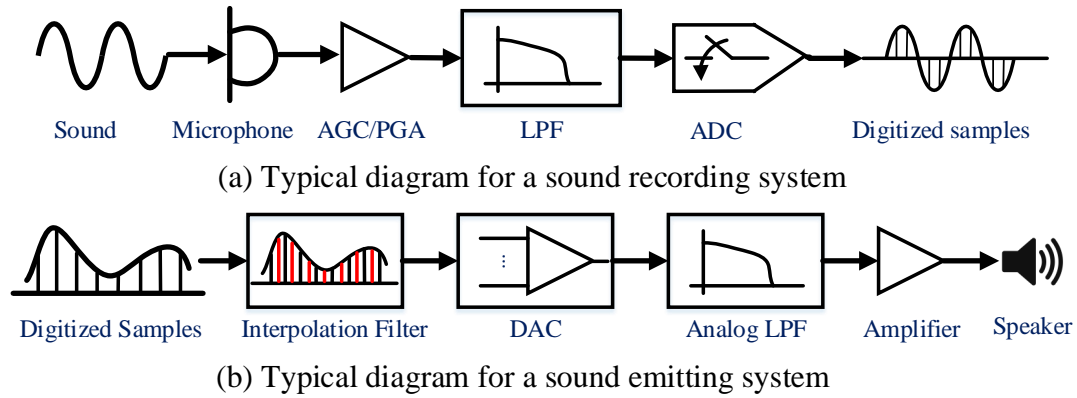 Sound Microphone AGC/PGA LPF ADC Digitized samples
(a) Typical diagram for a sound recording system
Digitized Samples Interpolation Filter DAC Analog LPF Amplifier Speaker
(b) Typical diagram for a sound emitting system